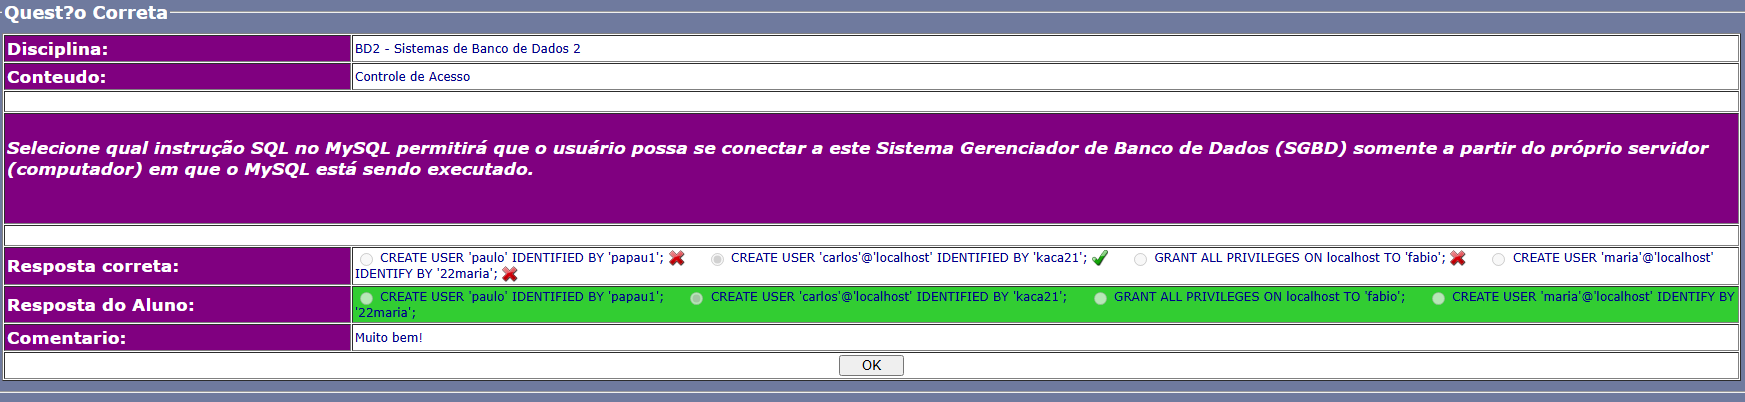 Quest?o Correta
Disciplina: BD2 - Sistemas de Banco de Dados 2
Conteudo: Controle de Acesso
Selecione qual instrução SQL no MySQL permitirá que o usuário possa se conectar a este Sistema Gerenciador de Banco de Dados (SGBD) somente a partir do próprio servidor
(computador) em que o MySQL está sendo executado.
Resposta correta: CREATE USER 'paulo' IDENTIFIED BY 'papau1'; CREATE USER 'carlos'@'localhost' IDENTIFIED BY 'kaca21'; GRANT ALL PRIVILEGES ON localhost TO 'fabio'; CREATE USER 'maria'@'localhost'
IDENTIFY BY '22maria';
Resposta do Aluno: CREATE USER 'paulo' IDENTIFIED BY 'papau1'; CREATE USER 'carlos'@'localhost' IDENTIFIED BY 'kaca21'; GRANT ALL PRIVILEGES ON localhost TO 'fabio'; CREATE USER 'maria'@'localhost' IDENTIFY BY
'22maria';
Comentario: Muito bem!
OK